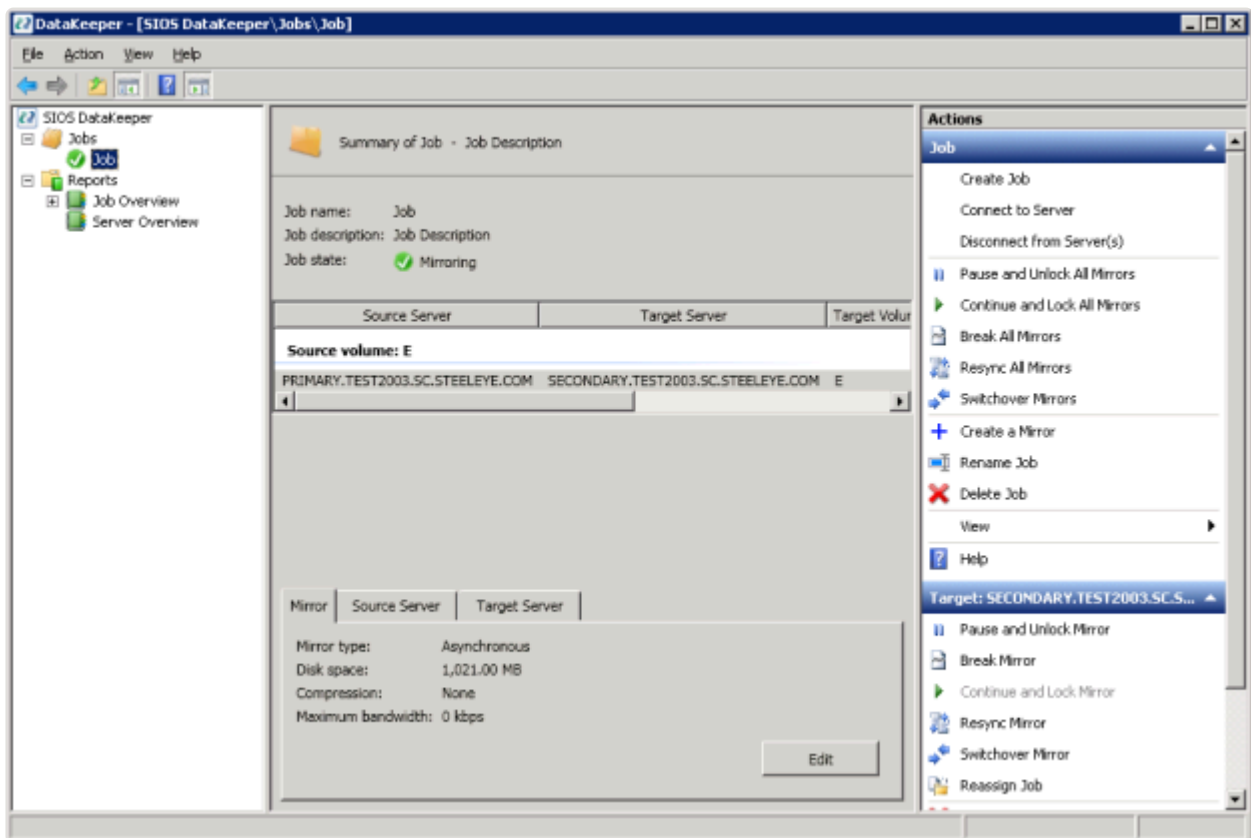 DataKeeper - [SIOS DataKeeper\Jobs\Job]
File Action View Help
SIOS DataKeeper
Jobs
Job
Reports
Job Overview
Server Overview
Summary of Job - Job Description
Job name: Job
Job description: Job Description
Job state: Mirroring
Source Server Target Server Target Volur
Source volume: E
PRIMARY.TEST2003.SC.STEELEYE.COM SECONDARY.TEST2003.SC.STEELEYE.COM E
Mirror Source Server Target Server
Mirror type: Asynchronous
Disk space: 1,021.00 MB
Compression: None
Maximum bandwidth: 0 kbps
Edit
Actions
Job
Create Job
Connect to Server
Disconnect from Server(s)
Pause and Unlock All Mirrors
Continue and Lock All Mirrors
Break All Mirrors
Resync All Mirrors
Switchover Mirrors
Create a Mirror
Rename Job
Delete Job
View
Help
Target: SECONDARY.TEST2003.SC.S...
Pause and Unlock Mirror
Break Mirror
Continue and Lock Mirror
Resync Mirror
Switchover Mirror
Reassign Job